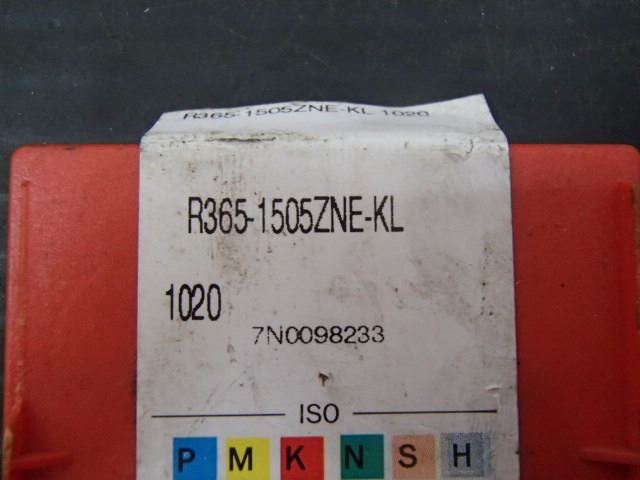 R365-1505ZNE-KL 1020
R365-1505ZNE-KL
1020
7N0098233
ISO
P M K N S H